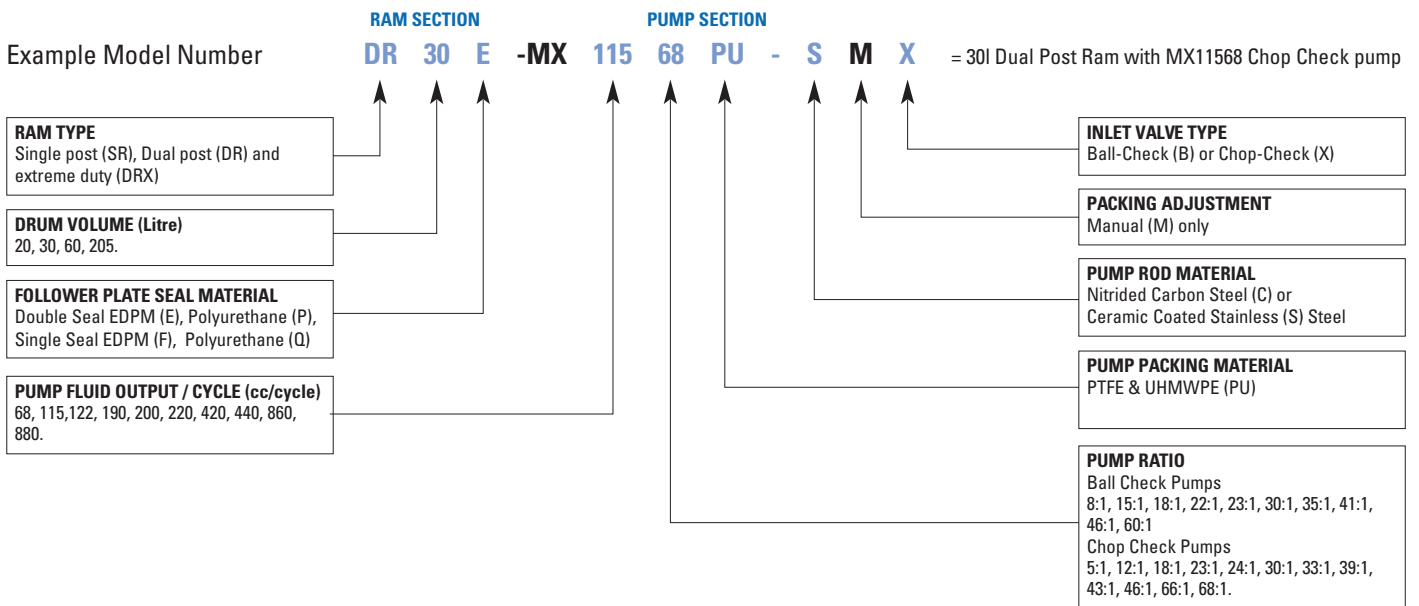 RAM SECTION
PUMP SECTION
Example Model Number
DR 30 E -MX 115 68 PU - S M X
= 30l Dual Post Ram with MX11568 Chop Check pump
RAM TYPE
Single post (SR), Dual post (DR) and
extreme duty (DRX)
DRUM VOLUME (Litre)
20, 30, 60, 205.
FOLLOWER PLATE SEAL MATERIAL
Double Seal EDPM (E), Polyurethane (P),
Single Seal EDPM (F), Polyurethane (Q)
PUMP FLUID OUTPUT / CYCLE (cc/cycle)
68, 115,122, 190, 200, 220, 420, 440, 860,
880.
INLET VALVE TYPE
Ball-Check (B) or Chop-Check (X)
PACKING ADJUSTMENT
Manual (M) only
PUMP ROD MATERIAL
Nitrided Carbon Steel (C) or
Ceramic Coated Stainless (S) Steel
PUMP PACKING MATERIAL
PTFE & UHMWPE (PU)
PUMP RATIO
Ball Check Pumps
8:1, 15:1, 18:1, 22:1, 23:1, 30:1, 35:1, 41:1,
46:1, 60:1
Chop Check Pumps
5:1, 12:1, 18:1, 23:1, 24:1, 30:1, 33:1, 39:1,
43:1, 46:1, 66:1, 68:1.